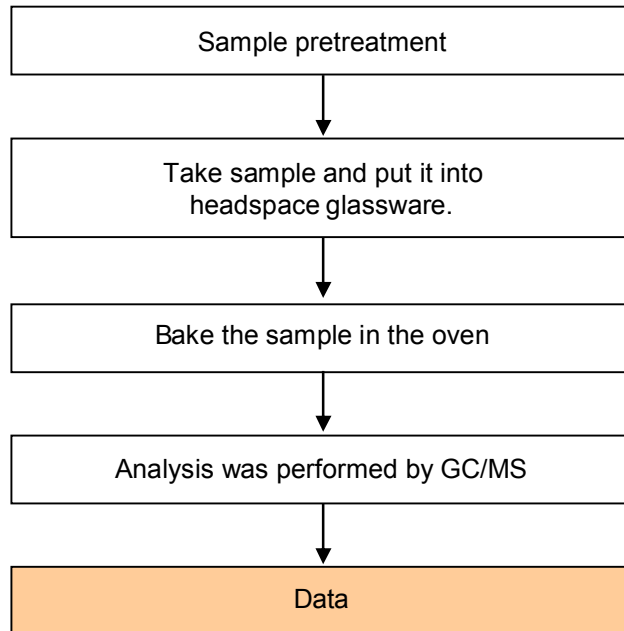 Sample pretreatment
Take sample and put it into
headspace glassware.
Bake the sample in the oven
Analysis was performed by GC/MS
Data